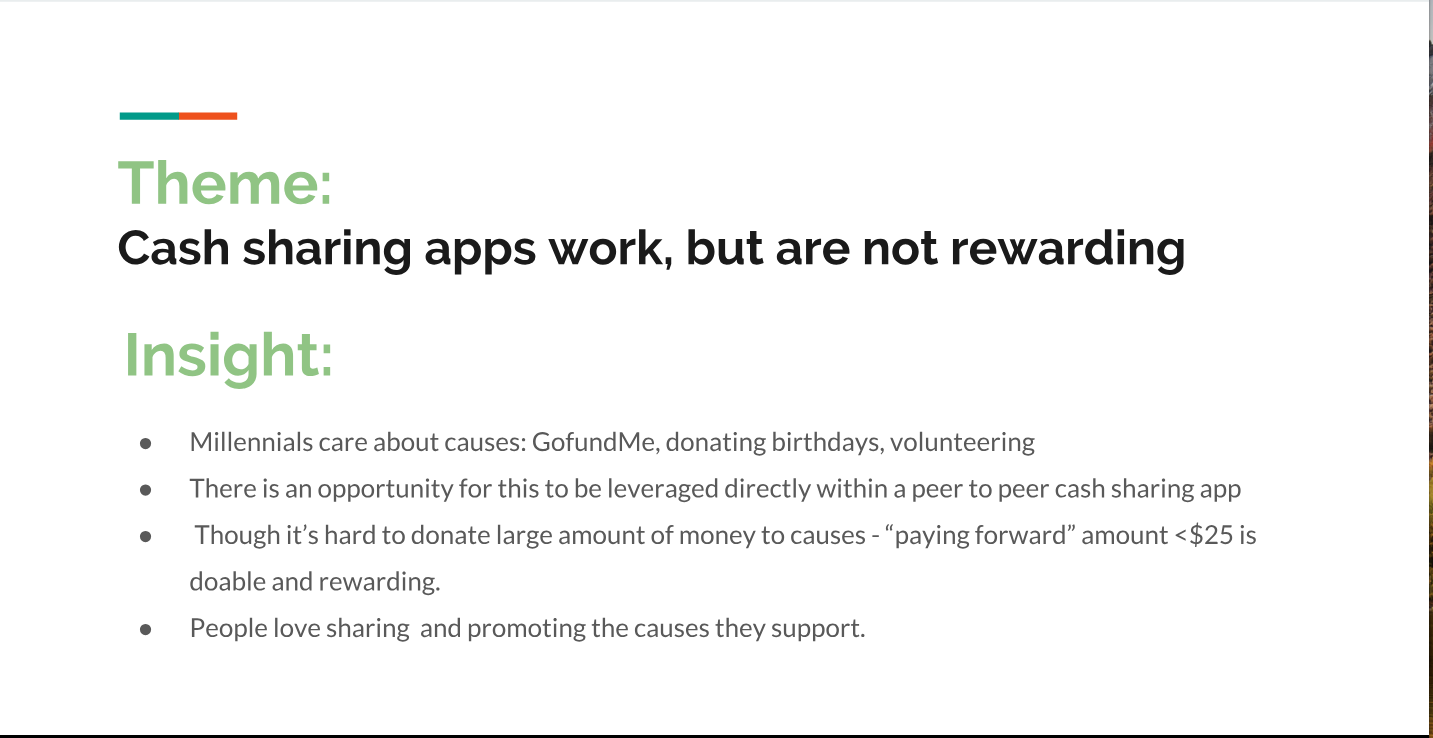 Theme:
Cash sharing apps work, but are not rewarding
Insight:
● Millennials care about causes: GofundMe, donating birthdays, volunteering
● There is an opportunity for this to be leveraged directly within a peer to peer cash sharing app
● Though it’s hard to donate large amount of money to causes - “paying forward” amount <$25 is
doable and rewarding.
● People love sharing  and promoting the causes they support.